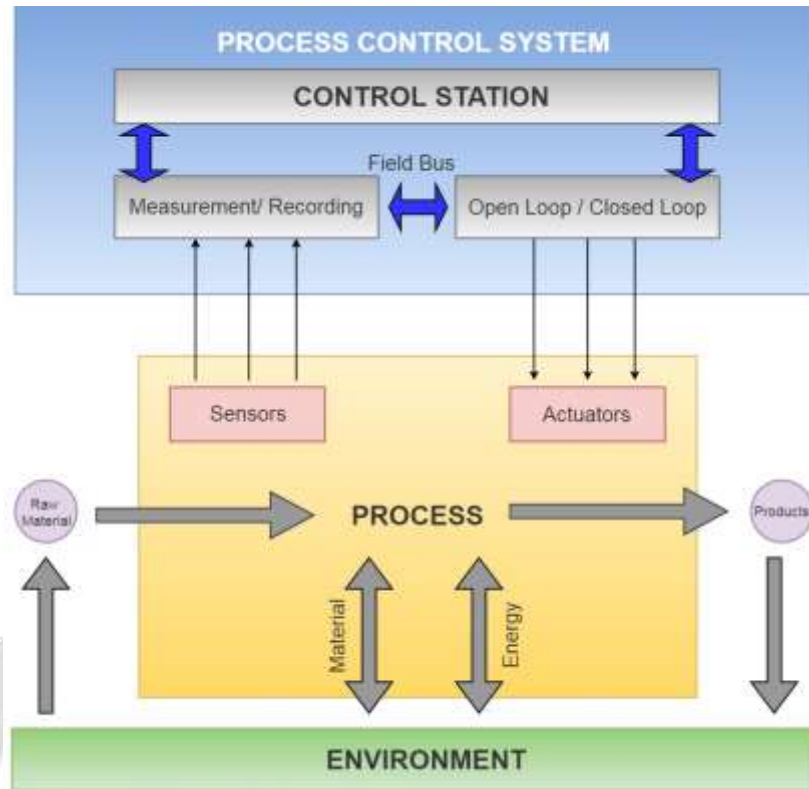 PROCESS CONTROL SYSTEM
CONTROL STATION
Field Bus
Measurement/ Recording
Open Loop / Closed Loop
Sensors
Actuators
Raw
Material
PROCESS
Products
Material
Energy
ENVIRONMENT